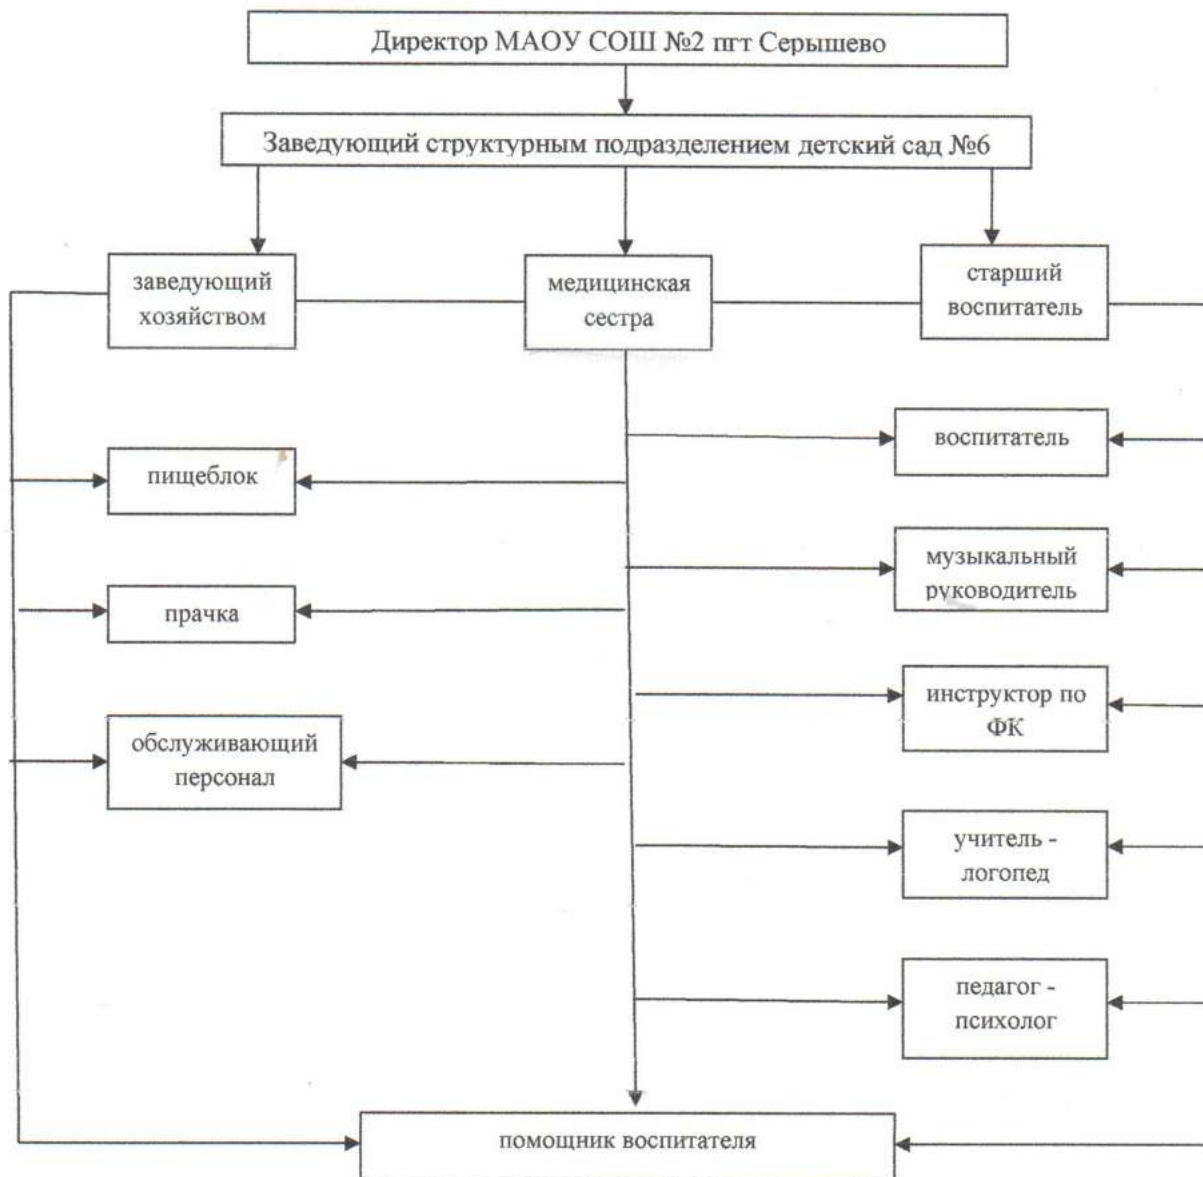 Директор МАОУ СОШ №2 пгт Серышево
Заведующий структурным подразделением детский сад №6
заведующий
хозяйством
медицинская
сестра
старший
воспитатель
воспитатель
пищеблок
музыкальный
руководитель
прачка
инструктор по
ФК
обслуживающий
персонал
учитель -
логопед
педагог -
психолог
помощник воспитателя